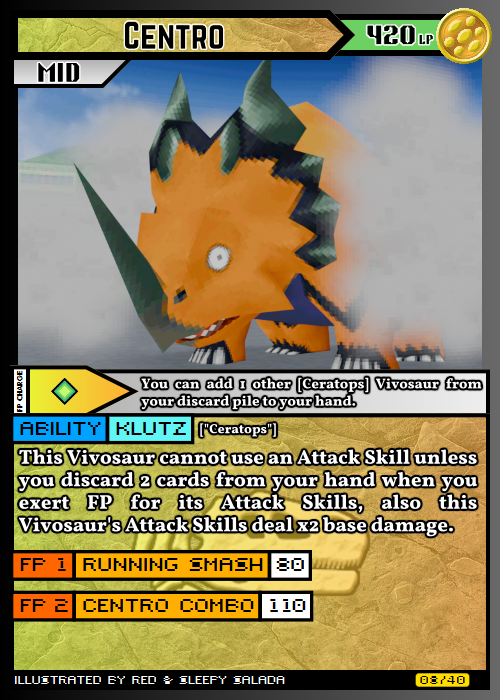 Centro
420 LP
MID
FP CHARGE
You can add 1 other [Ceratops] Vivosaur from
your discard pile to your hand.
ABILITY KLUTZ ["Ceratops"]
This Vivosaur cannot use an Attack Skill unless
you discard 2 cards from your hand when you
exert FP for its Attack Skills, also this
Vivosaur's Attack Skills deal x2 base damage.
FP 1 RUNNING SMASH 80
FP 2 CENTRO COMBO 110
ILLUSTRATED BY RED & SLEEPY SALADA
08/40